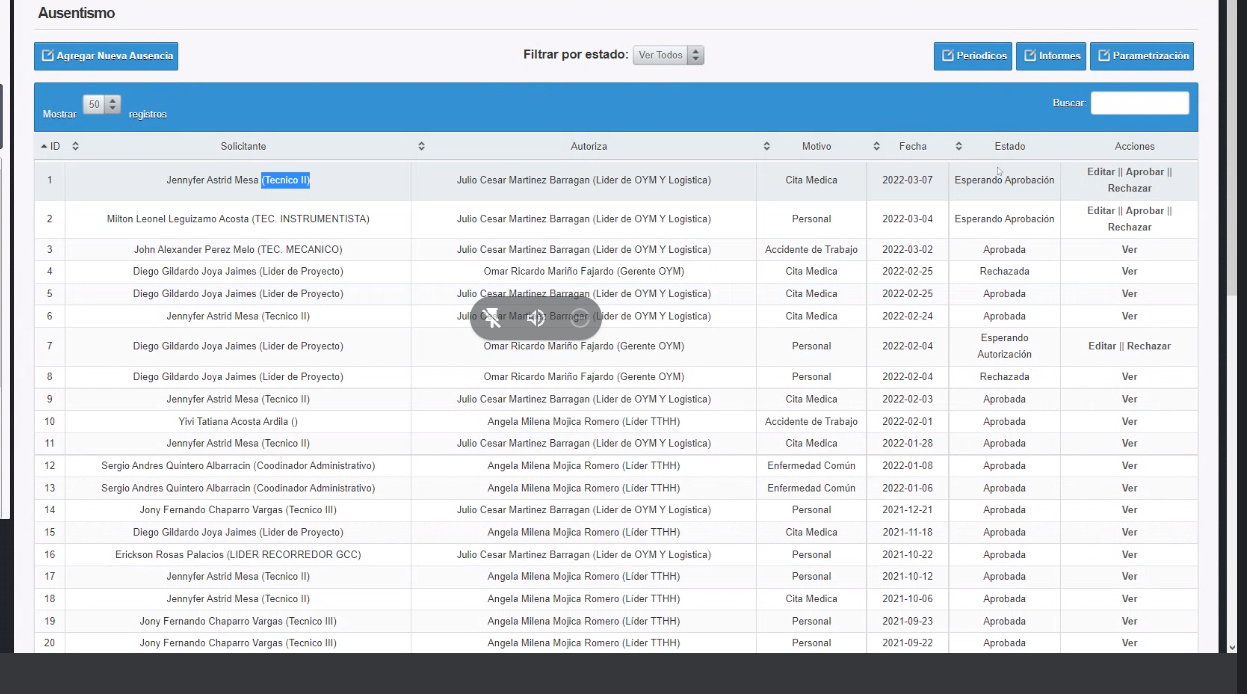 Ausentismo
Agregar Nueva Ausencia Filtrar por estado: Ver Todos Periodicos Informes Parametrización
Mostrar 50 registros Buscar:
ID Solicitante Autoriza Motivo Fecha Estado Acciones
1 Jennyfer Astrid Mesa (Tecnico II) Julio Cesar Martinez Barragan (Lider de OYM Y Logistica) Cita Medica 2022-03-07 Esperando Aprobación Editar || Aprobar || Rechazar
2 Milton Leonel Leguizamo Acosta (TEC. INSTRUMENTISTA) Julio Cesar Martinez Barragan (Lider de OYM Y Logistica) Personal 2022-03-04 Esperando Aprobación Editar || Aprobar || Rechazar
3 John Alexander Perez Melo (TEC. MECANICO) Julio Cesar Martinez Barragan (Lider de OYM Y Logistica) Accidente de Trabajo 2022-03-02 Aprobada Ver
4 Diego Gildardo Joya Jaimes (Lider de Proyecto) Omar Ricardo Mariño Fajardo (Gerente OYM) Cita Medica 2022-02-25 Rechazada Ver
5 Diego Gildardo Joya Jaimes (Lider de Proyecto) Julio Cesar Martinez Barragan (Lider de OYM Y Logistica) Cita Medica 2022-02-25 Aprobada Ver
6 Jennyfer Astrid Mesa (Tecnico II) Julio Cesar Martinez Barragan (Lider de OYM Y Logistica) Cita Medica 2022-02-24 Aprobada Ver
7 Diego Gildardo Joya Jaimes (Lider de Proyecto) Omar Ricardo Mariño Fajardo (Gerente OYM) Personal 2022-02-04 Esperando Autorización Editar || Rechazar
8 Diego Gildardo Joya Jaimes (Lider de Proyecto) Omar Ricardo Mariño Fajardo (Gerente OYM) Personal 2022-02-04 Rechazada Ver
9 Jennyfer Astrid Mesa (Tecnico II) Julio Cesar Martinez Barragan (Lider de OYM Y Logistica) Cita Medica 2022-02-03 Aprobada Ver
10 Yivi Tatiana Acosta Ardila () Angela Milena Mojica Romero (Líder TTHH) Accidente de Trabajo 2022-02-01 Aprobada Ver
11 Jennyfer Astrid Mesa (Tecnico II) Julio Cesar Martinez Barragan (Lider de OYM Y Logistica) Cita Medica 2022-01-28 Aprobada Ver
12 Sergio Andres Quintero Albarracin (Coodinador Administrativo) Angela Milena Mojica Romero (Líder TTHH) Enfermedad Común 2022-01-08 Aprobada Ver
13 Sergio Andres Quintero Albarracin (Coodinador Administrativo) Angela Milena Mojica Romero (Líder TTHH) Enfermedad Común 2022-01-06 Aprobada Ver
14 Jony Fernando Chaparro Vargas (Tecnico III) Julio Cesar Martinez Barragan (Lider de OYM Y Logistica) Personal 2021-12-21 Aprobada Ver
15 Diego Gildardo Joya Jaimes (Lider de Proyecto) Angela Milena Mojica Romero (Líder TTHH) Cita Medica 2021-11-18 Aprobada Ver
16 Erickson Rosas Palacios (LIDER RECORREDOR GCC) Julio Cesar Martinez Barragan (Lider de OYM Y Logistica) Personal 2021-10-22 Aprobada Ver
17 Jennyfer Astrid Mesa (Tecnico II) Angela Milena Mojica Romero (Líder TTHH) Personal 2021-10-12 Aprobada Ver
18 Jennyfer Astrid Mesa (Tecnico II) Angela Milena Mojica Romero (Líder TTHH) Cita Medica 2021-10-06 Aprobada Ver
19 Jony Fernando Chaparro Vargas (Tecnico III) Angela Milena Mojica Romero (Líder TTHH) Personal 2021-09-23 Aprobada Ver
20 Jony Fernando Chaparro Vargas (Tecnico III) Angela Milena Mojica Romero (Líder TTHH) Personal 2021-09-22 Aprobada Ver